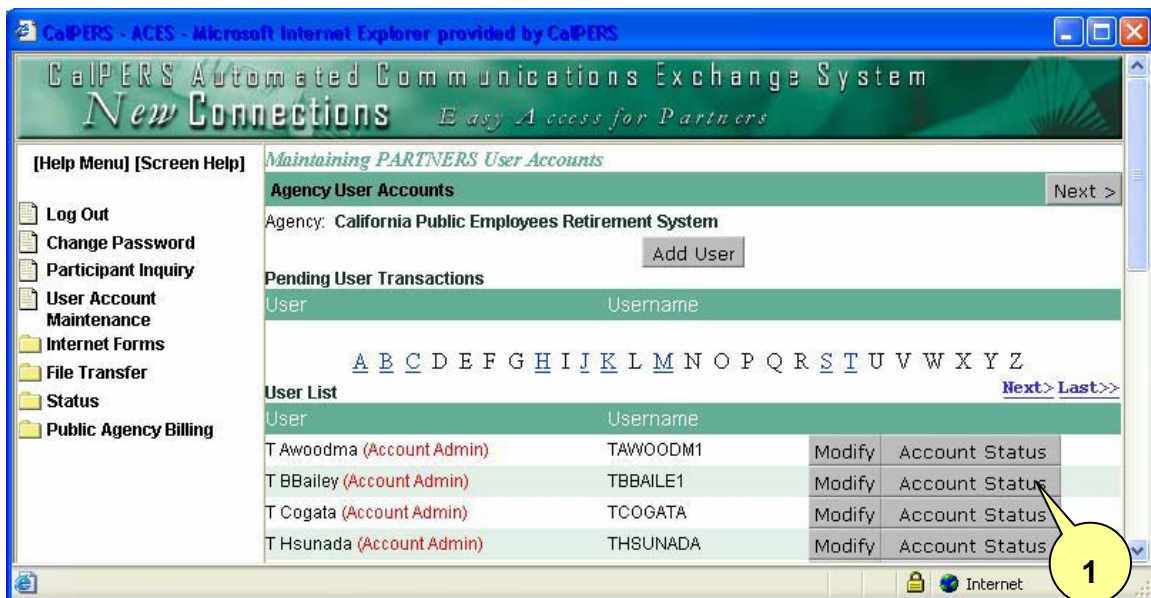 CalPERS - ACES - Microsoft Internet Explorer provided by CalPERS
CalPERS Automated Communications Exchange System
New Connections Easy Access for Partners
[Help Menu] [Screen Help]
Log Out
Change Password
Participant Inquiry
User Account
Maintenance
Internet Forms
File Transfer
Status
Public Agency Billing
Maintaining PARTNERS User Accounts
Agency User Accounts Next >
Agency: California Public Employees Retirement System
Add User
Pending User Transactions
User Username
A B C D E F G H I J K L M N O P Q R S T U V W X Y Z
User List Next> Last>>
User Username
T Awoodma (Account Admin) TAWOODM1 Modify Account Status
T BBailey (Account Admin) TBBAILE1 Modify Account Status
T Cogata (Account Admin) TCOGATA Modify Account Status
T Hsunada (Account Admin) THSUNADA Modify Account Status
1
Internet